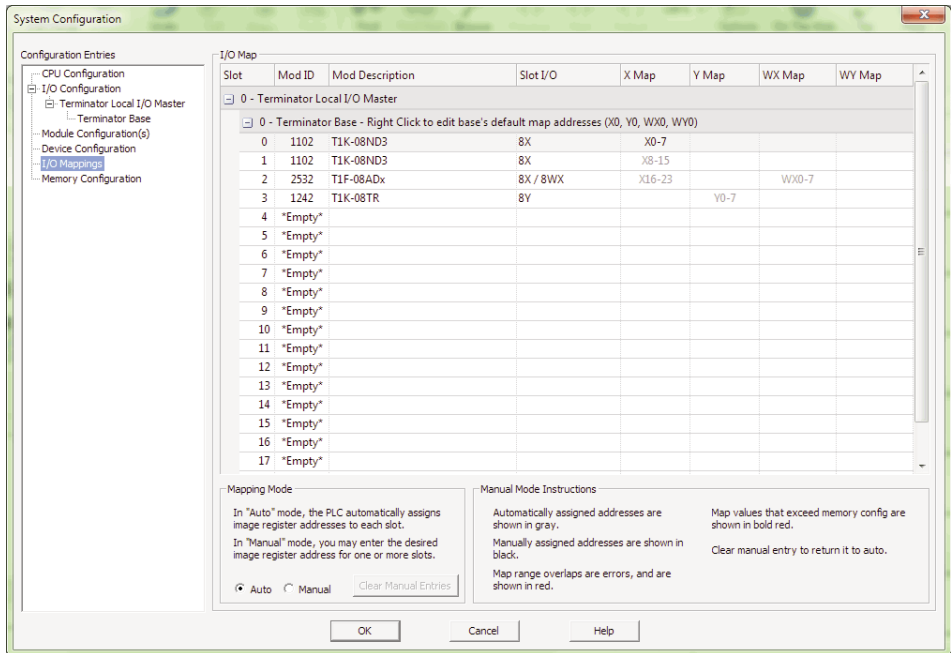 System Configuration
Configuration Entries
CPU Configuration
I/O Configuration
Terminator Local I/O Master
Terminator Base
Module Configuration(s)
Device Configuration
I/O Mappings
Memory Configuration
I/O Map
Slot Mod ID Mod Description Slot I/O X Map Y Map WX Map WY Map
0 - Terminator Local I/O Master
0 - Terminator Base - Right Click to edit base's default map addresses (X0, Y0, WX0, WY0)
0 1102 T1K-08ND3 8X X0-7
1 1102 T1K-08ND3 8X X8-15
2 2532 T1F-08ADx 8X / 8WX X16-23 WX0-7
3 1242 T1K-08TR 8Y Y0-7
4 *Empty*
5 *Empty*
6 *Empty*
7 *Empty*
8 *Empty*
9 *Empty*
10 *Empty*
11 *Empty*
12 *Empty*
13 *Empty*
14 *Empty*
15 *Empty*
16 *Empty*
17 *Empty*
Mapping Mode
In "Auto" mode, the PLC automatically assigns
image register addresses to each slot.
In "Manual" mode, you may enter the desired
image register address for one or more slots.
Auto Manual Clear Manual Entries
Manual Mode Instructions
Automatically assigned addresses are
shown in gray.
Manually assigned addresses are shown in
black.
Map range overlaps are errors, and are
shown in red.
Map values that exceed memory config are
shown in bold red.
Clear manual entry to return it to auto.
OK Cancel Help